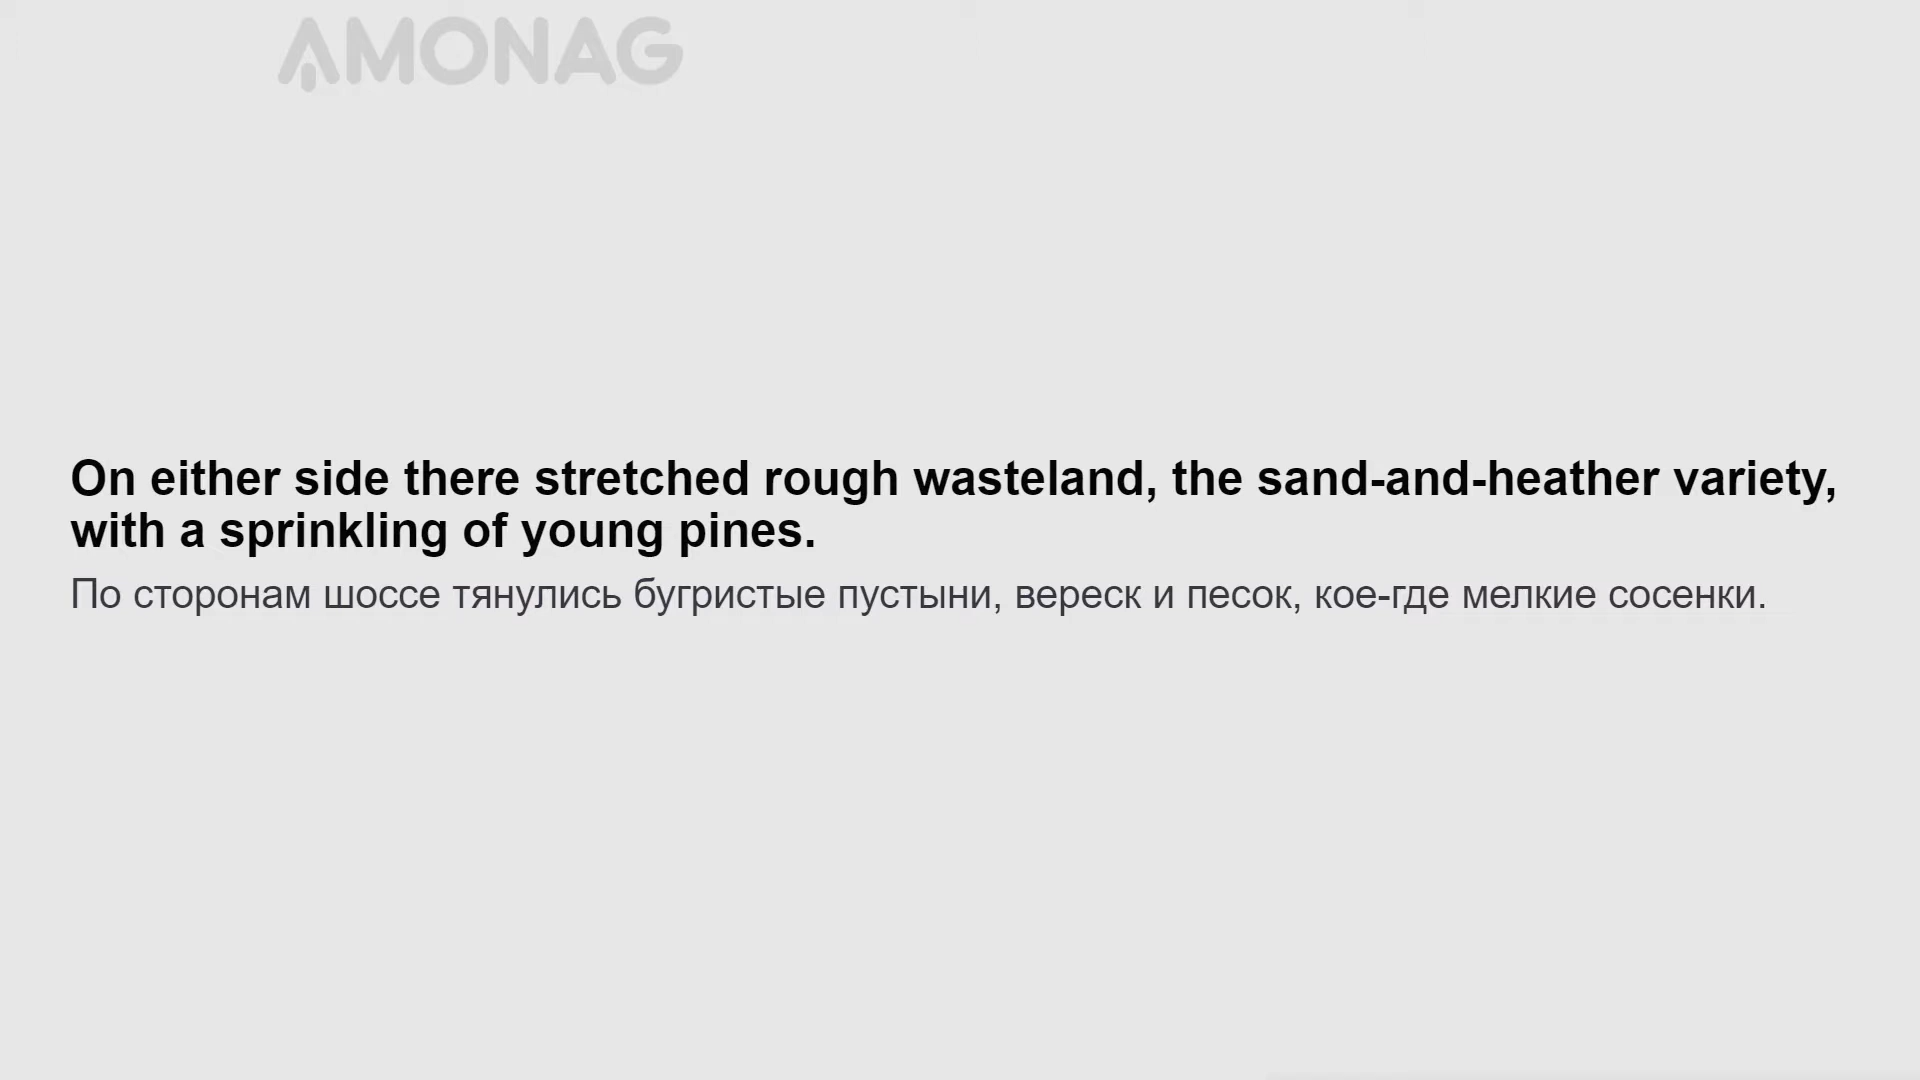 AMONAG
On either side there stretched rough wasteland, the sand-and-heather variety,
with a sprinkling of young pines.
По сторонам шоссе тянулись бугристые пустыни, вереск и песок, кое-где мелкие сосенки.